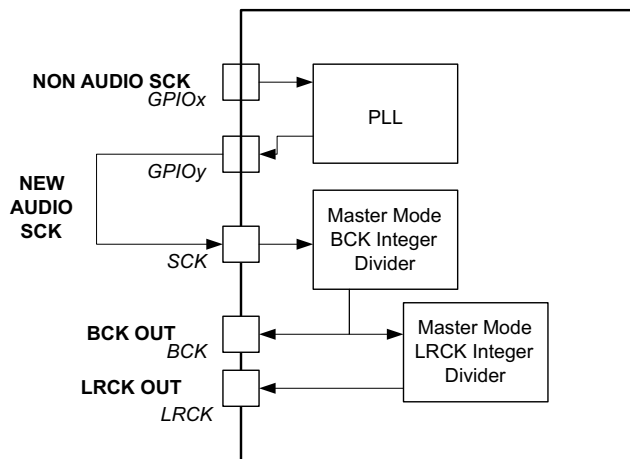 NON AUDIO SCK
GPIOx
PLL
GPIOy
NEW
AUDIO
SCK
SCK
Master Mode
BCK Integer
Divider
BCK OUT
BCK
Master Mode
LRCK Integer
Divider
LRCK OUT
LRCK